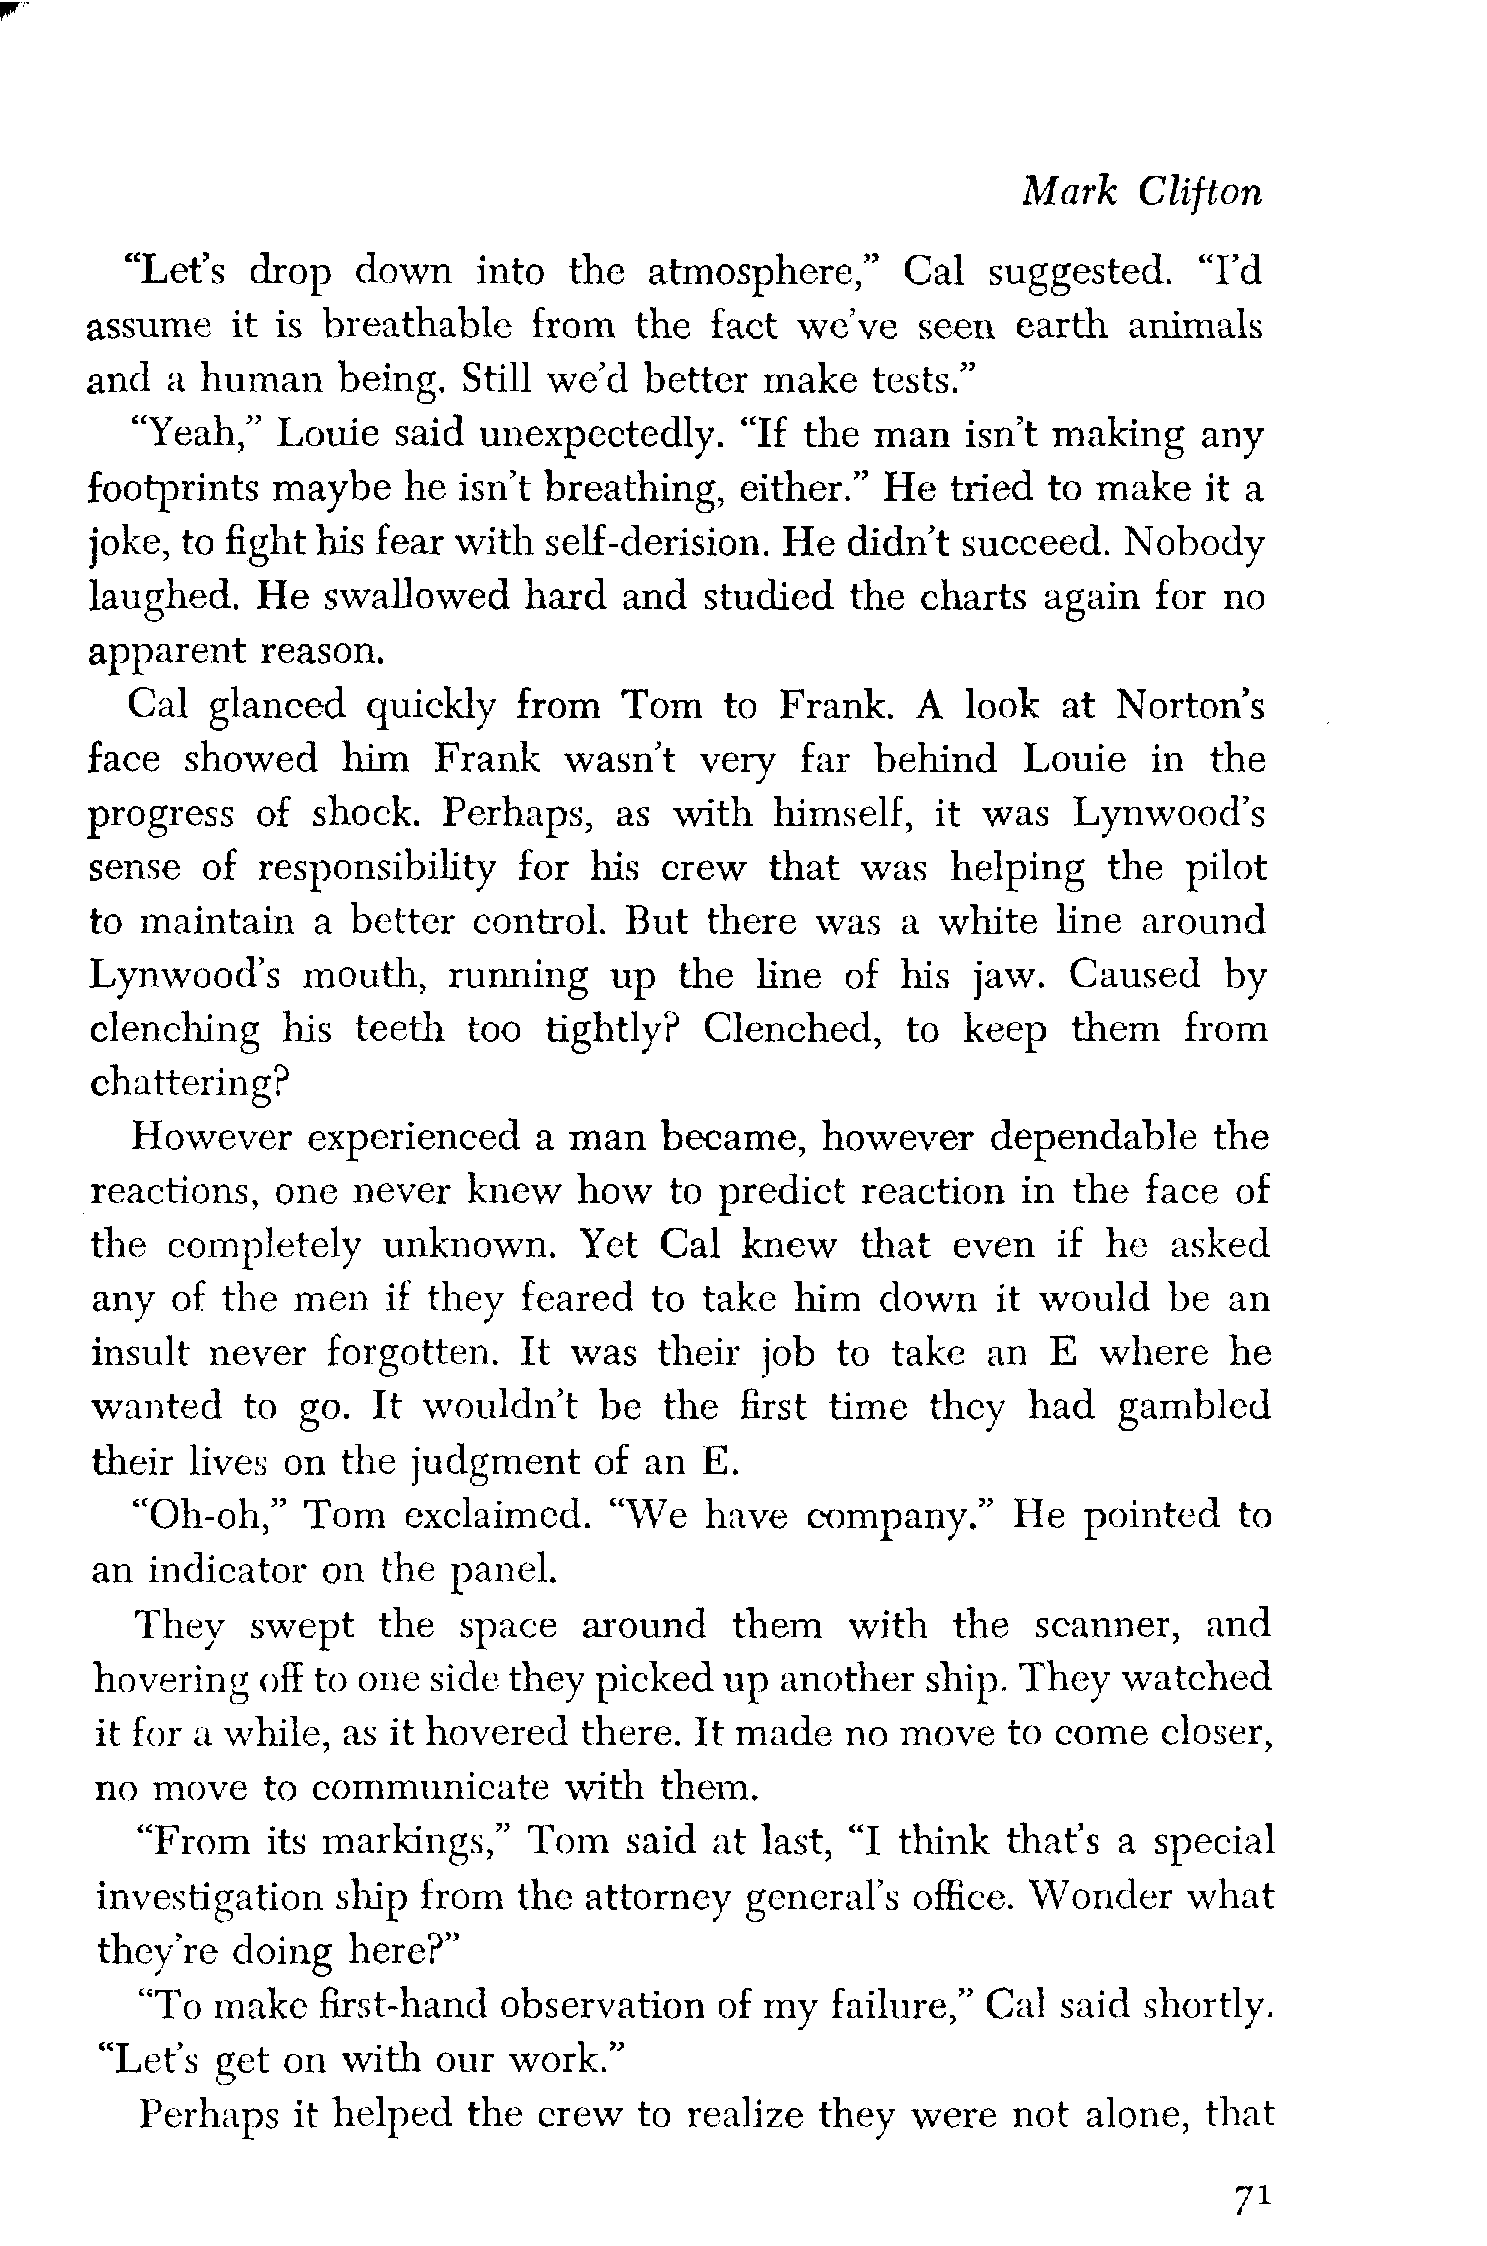 Mark Clifton
“Let’s drop down into the atmosphere,” Cal suggested. “I’d
assume it is breathable from the fact we’ve seen earth animals
and a human being. Still we’d better make tests.”
“Yeah,” Louie said unexpectedly. “If the man isn’t making any
footprints maybe he isn’t breathing, either.” He tried to make it a
joke, to fight his fear with self-derision. He didn’t succeed. Nobody
laughed. He swallowed hard and studied the charts again for no
apparent reason.
Cal glanced quickly from Tom to Frank. A look at Norton’s
face showed him Frank wasn’t very far behind Louie in the
progress of shock. Perhaps, as with himself, it was Lynwood’s
sense of responsibility for his crew that was helping the pilot
to maintain a better control. But there was a white line around
Lynwood’s mouth, running up the line of his jaw. Caused by
clenching his teeth too tightly? Clenched, to keep them from
chattering?
However experienced a man became, however dependable the
reactions, one never knew how to predict reaction in the face of
the completely unknown. Yet Cal knew that even if he asked
any of the men if they feared to take him down it would be an
insult never forgotten. It was their job to take an E where he
wanted to go. It wouldn’t be the first time they had gambled
their lives on the judgment of an E.
“Oh-oh,” Tom exclaimed. “We have company.” He pointed to
an indicator on the panel.
They swept the space around them with the scanner, and
hovering off to one side they picked up another ship. They watched
it for a while, as it hovered there. It made no move to come closer,
no move to communicate with them.
“From its markings,” Tom said at last, “I think that’s a special
investigation ship from the attorney general’s office. Wonder what
they’re doing here?”
“To make first-hand observation of my failure,” Cal said shortly.
“Let’s get on with our work.”
Perhaps it helped the crew to realize they were not alone, that
71